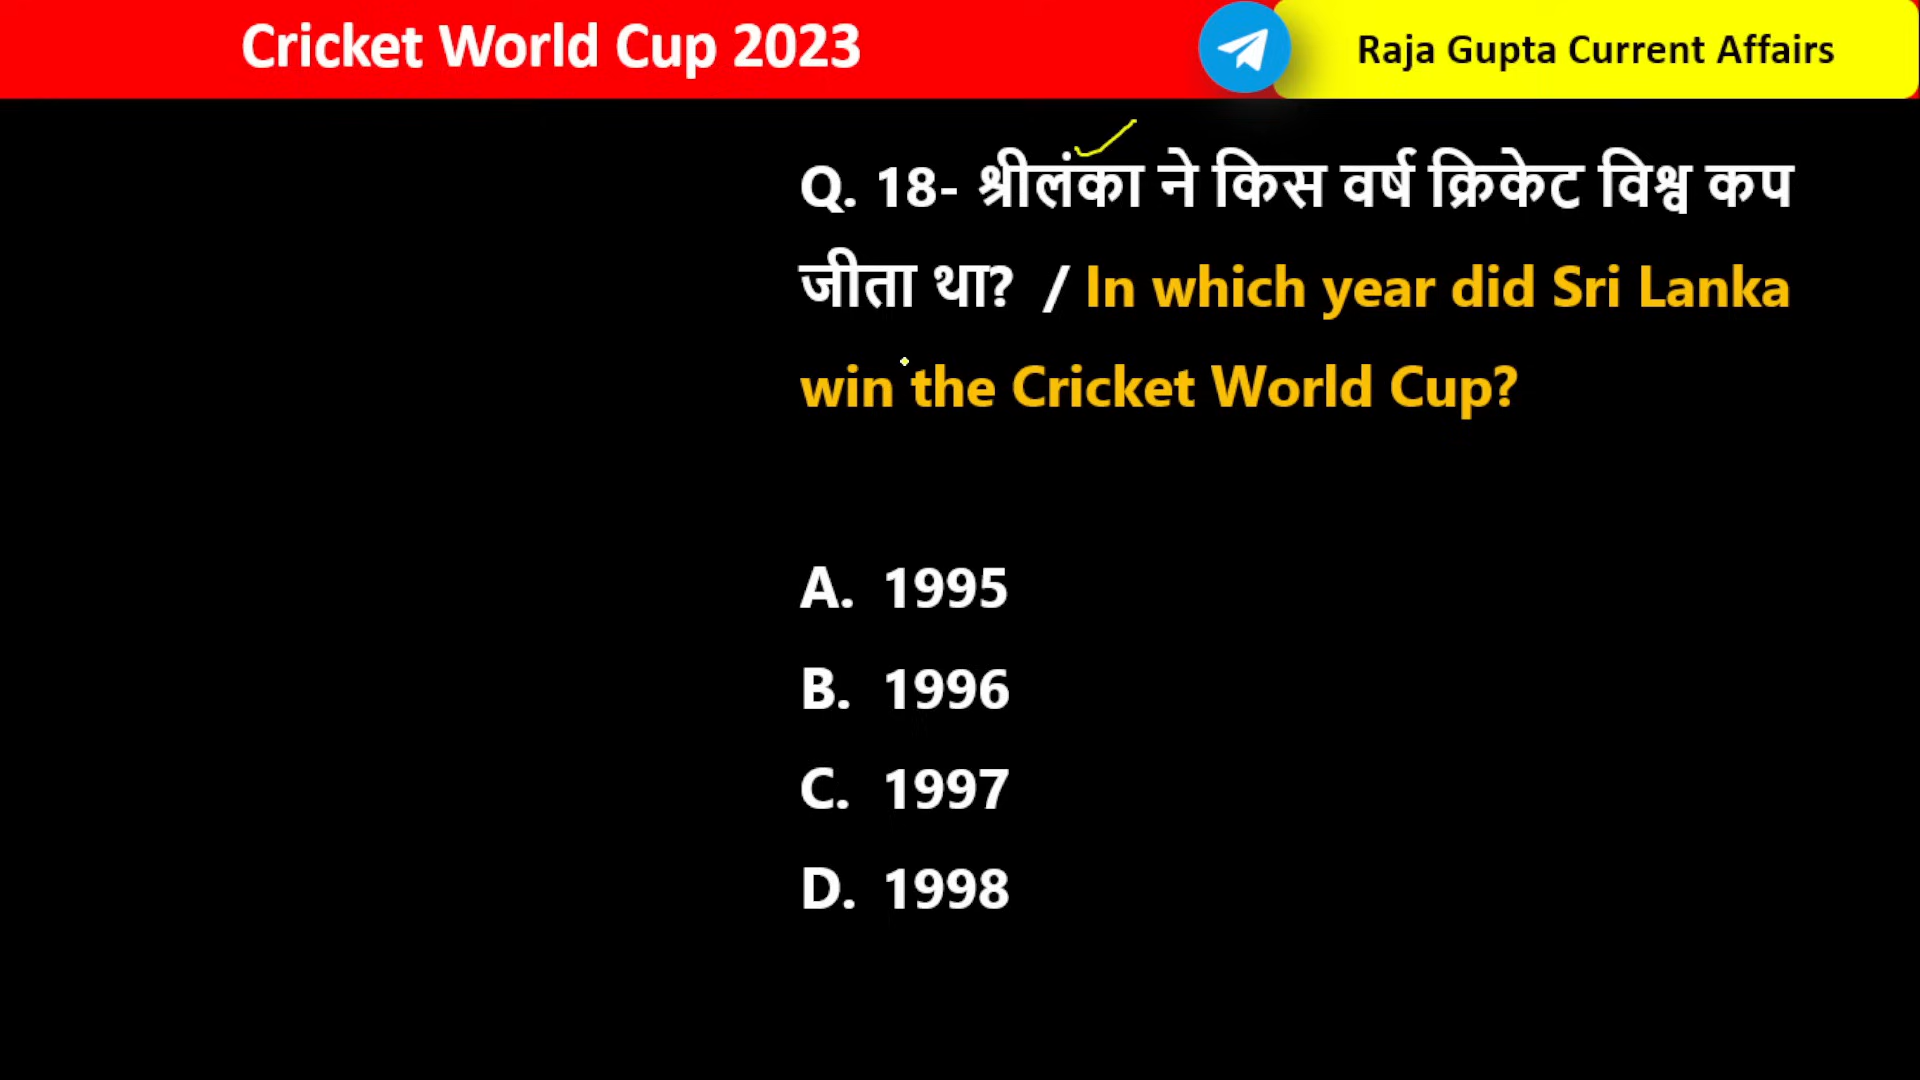 Cricket World Cup 2023
Raja Gupta Current Affairs
Q. 18- श्रीलंका ने किस वर्ष क्रिकेट विश्व कप
जीता था? / In which year did Sri Lanka
win the Cricket World Cup?
A. 1995
B. 1996
C. 1997
D. 1998